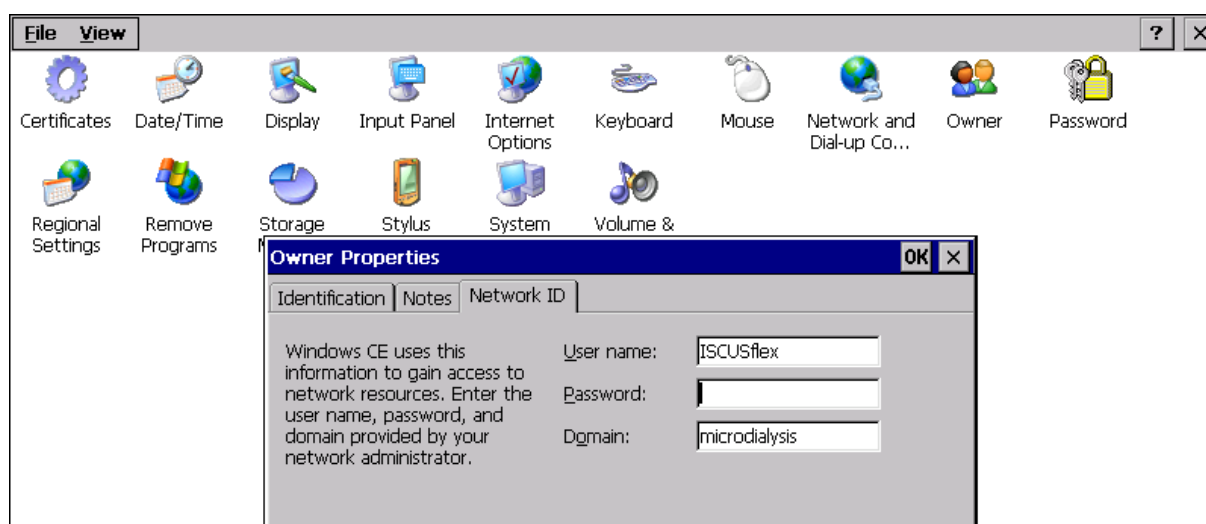 File View ? ×
Certificates Date/Time Display Input Panel Internet Options Keyboard Mouse Network and Dial-up Co... Owner Password
Regional Settings Remove Programs Storage Stylus System Volume &
Owner Properties OK ×
Identification Notes Network ID
Windows CE uses this
information to gain access to
network resources. Enter the
user name, password, and
domain provided by your
network administrator.
User name: ISCUSflex
Password:
Domain: microdialysis